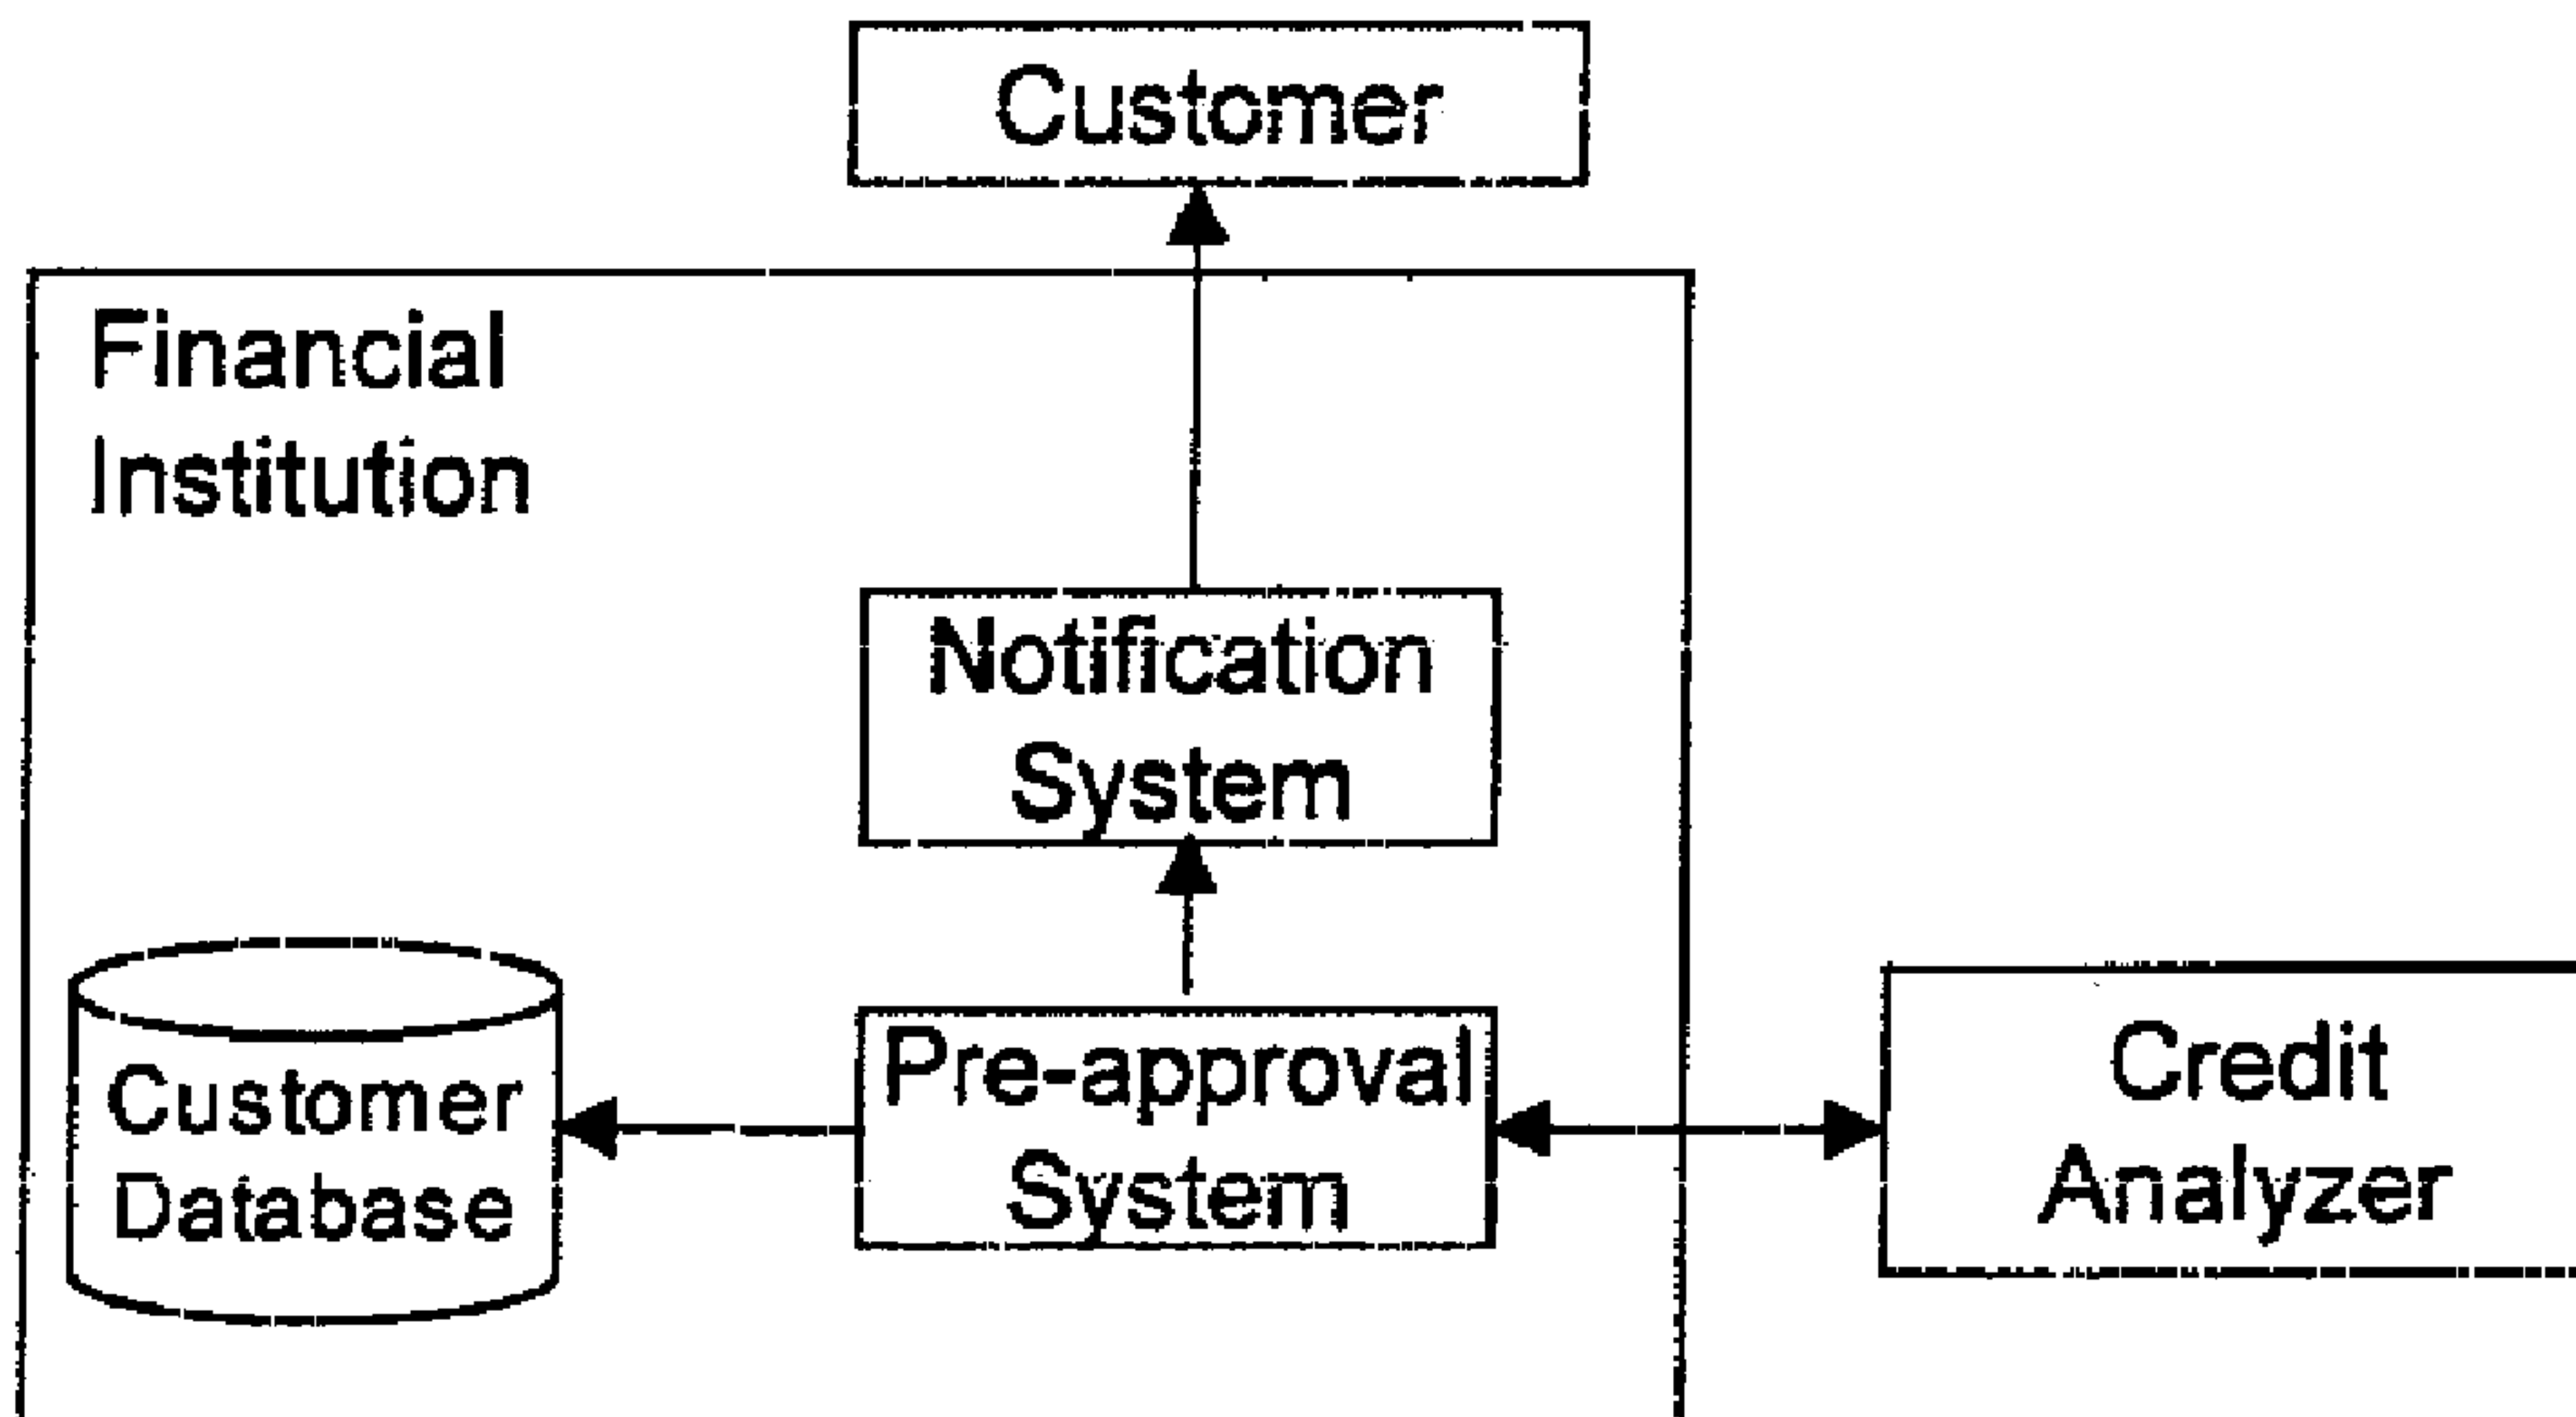 Customer
Financial
Institution
Notification
System
Customer
Database
Pre-approval
System
Credit
Analyzer